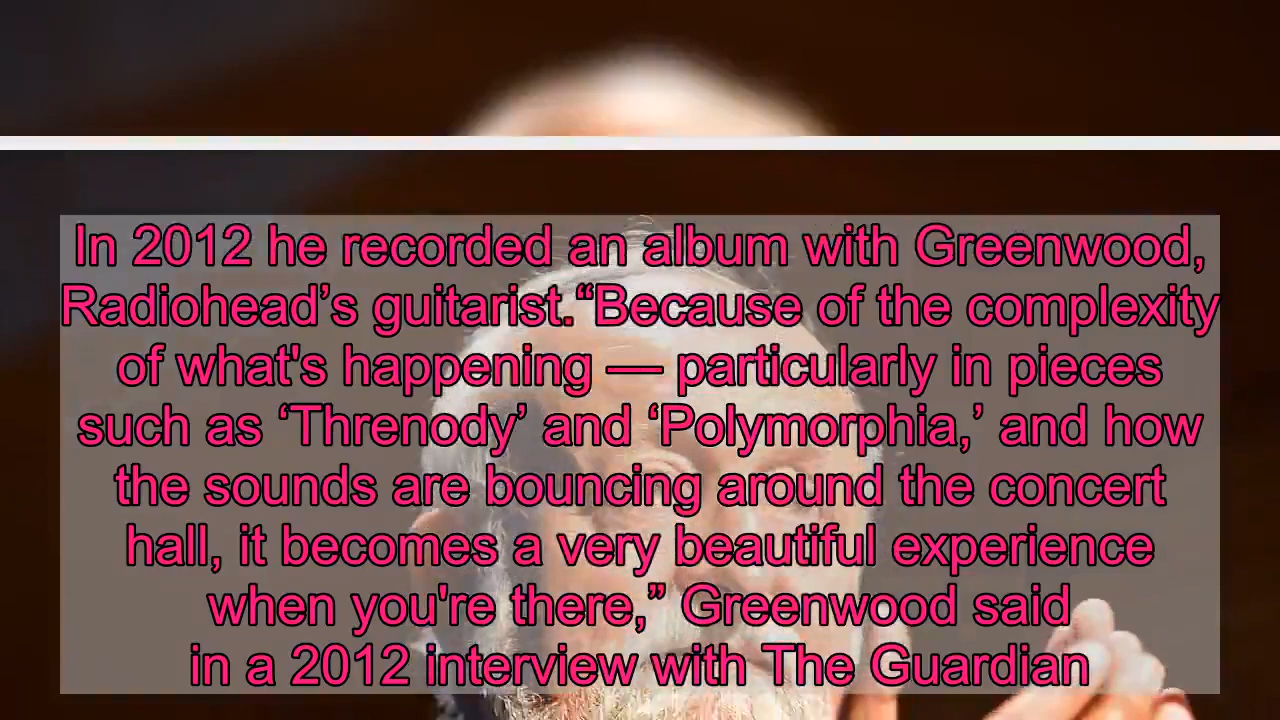 In 2012 he recorded an album with Greenwood,
Radiohead’s guitarist.“Because of the complexity
of what's happening — particularly in pieces
such as ‘Threnody’ and ‘Polymorphia,’ and how
the sounds are bouncing around the concert
hall, it becomes a very beautiful experience
when you're there,” Greenwood said
in a 2012 interview with The Guardian